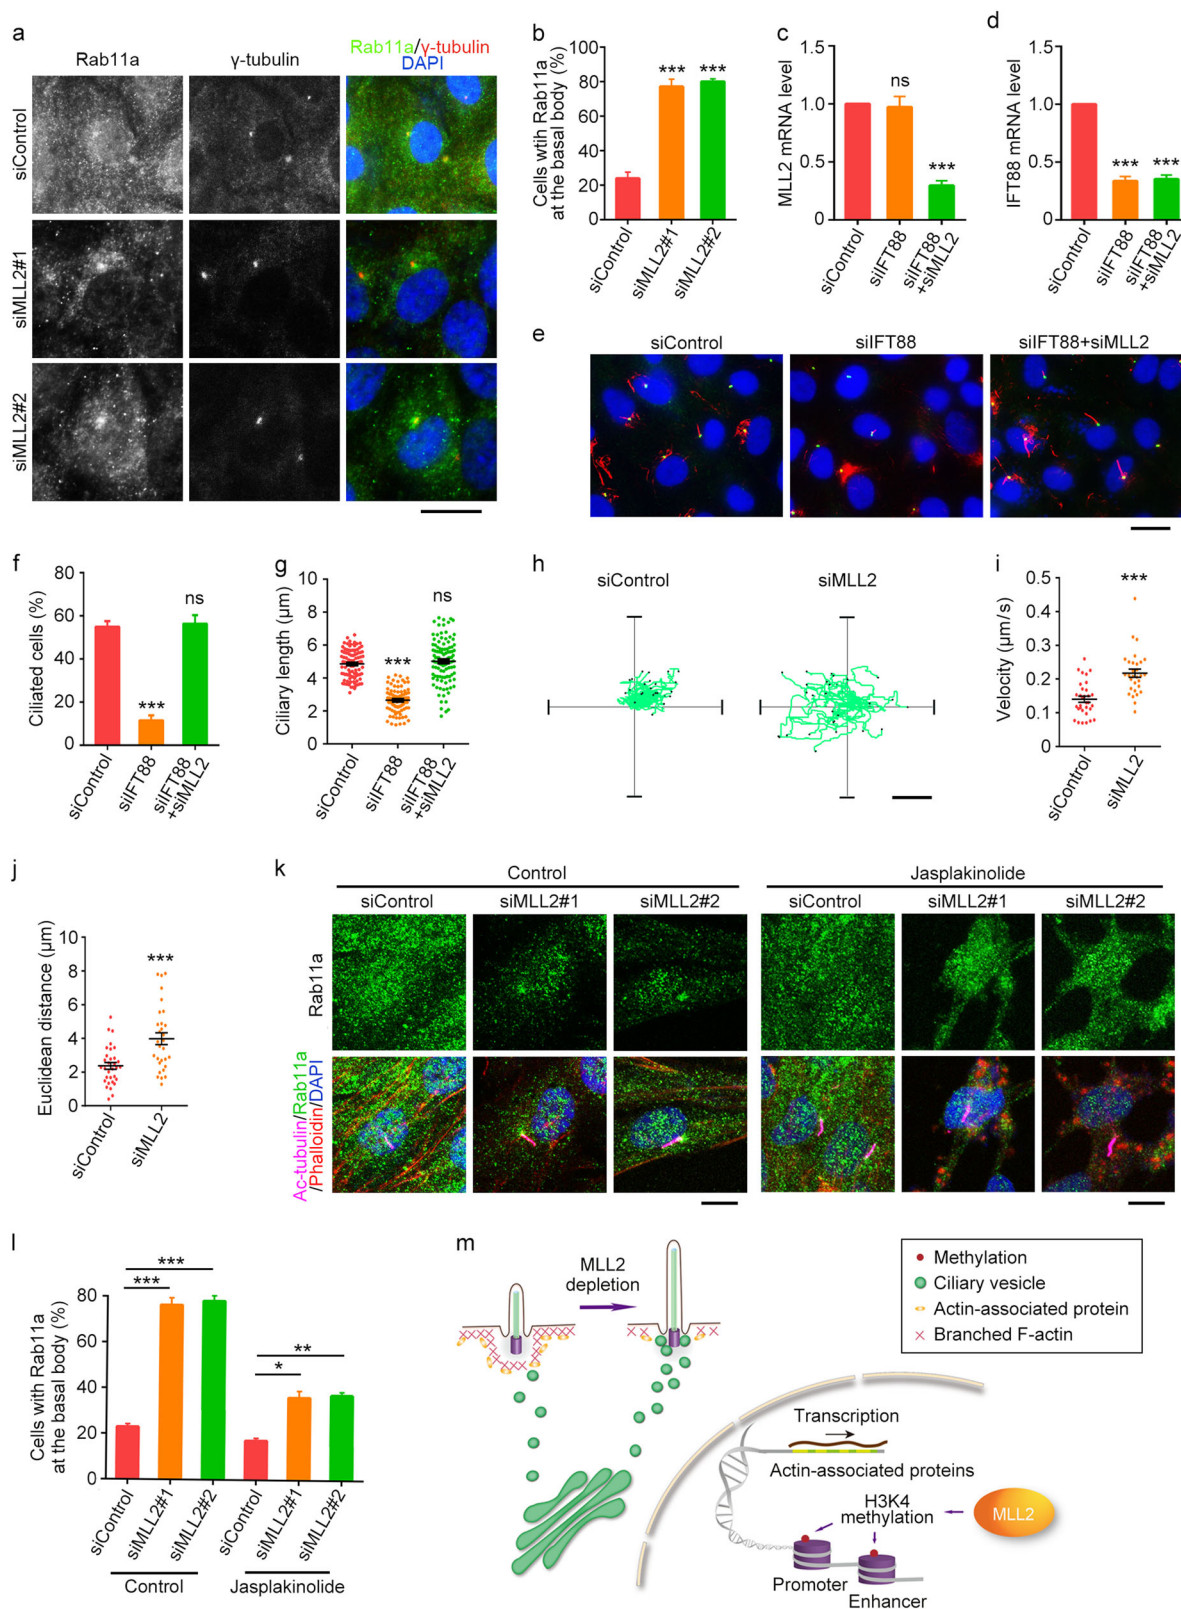 a
Rab11a
γ-tubulin
Rab11a/γ-tubulin
DAPI
siControl
siMLL2#1
siMLL2#2
b
Cells wtih Rab11a
at the basal body (%)
100
80
60
40
20
0
***
***
siControl
siMLL2#1
siMLL2#2
c
MLL2 mRNA level
1.5
1.0
0.5
0
ns
***
siControl
siIFT88
siIFT88
+siMLL2
d
IFT88 mRNA level
1.5
1.0
0.5
0
***
***
siControl
siIFT88
siIFT88
+siMLL2
e
siControl
siIFT88
siIFT88+siMLL2
f
Ciliated cells (%)
80
60
40
20
0
***
ns
siControl
siIFT88
siIFT88
+siMLL2
g
Ciliary length (μm)
10
8
6
4
2
0
***
ns
siControl
siIFT88
siIFT88
+siMLL2
h
siControl
siMLL2
i
Velocity (μm/s)
0.5
0.4
0.3
0.2
0.1
0
***
siControl
siMLL2
j
Euclidean distance (μm)
10
8
6
4
2
0
***
siControl
siMLL2
k
Control
Jasplakinolide
siControl
siMLL2#1
siMLL2#2
siControl
siMLL2#1
siMLL2#2
Rab11a
Ac-tubulin/Rab11a
/Phalloidin/DAPI
l
Cells with Rab11a
at the basal body (%)
80
60
40
20
0
***
***
**
*
siControl
siMLL2#1
siMLL2#2
siControl
siMLL2#1
siMLL2#2
Control
Jasplakinolide
m
MLL2
depletion
Methylation
Ciliary vesicle
Actin-associated protein
Branched F-actin
Transcription
Actin-associated proteins
H3K4
methylation
MLL2
Promoter
Enhancer